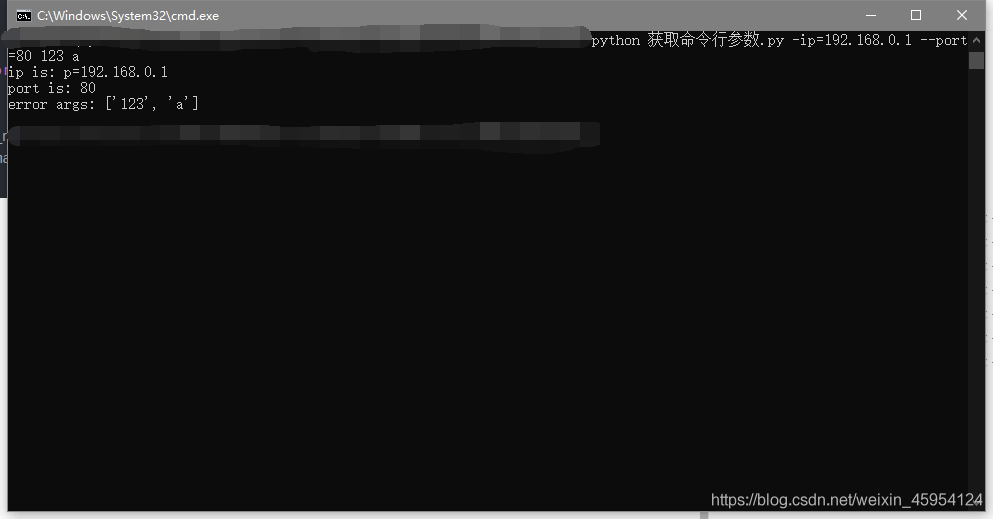 C:\Windows\System32\cmd.exe
python 获取命令行参数.py -ip=192.168.0.1 --port
=80 123 a
ip is: p=192.168.0.1
port is: 80
error args: ['123', 'a']
https://blog.csdn.net/weixin_45954124